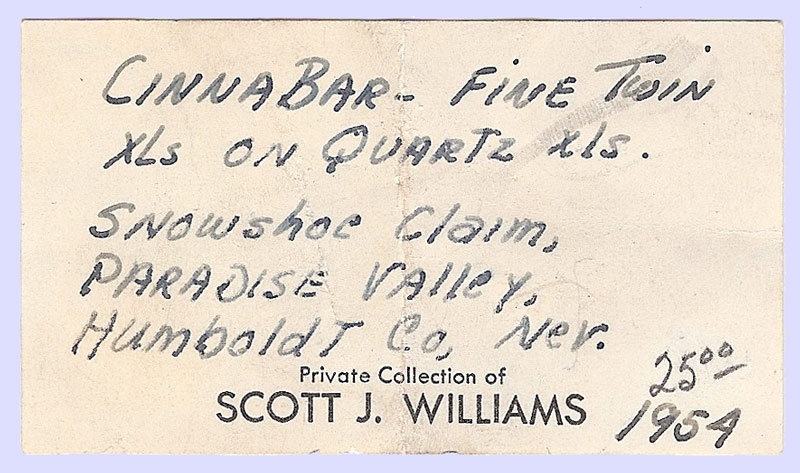 CINNABAR - FINE TWIN
XLs ON QUARTZ xls.
Snowshoe Claim,
PARADISE Valley,
Humboldt Co, Nev.
Private Collection of
SCOTT J. WILLIAMS
25⁰⁰
1954